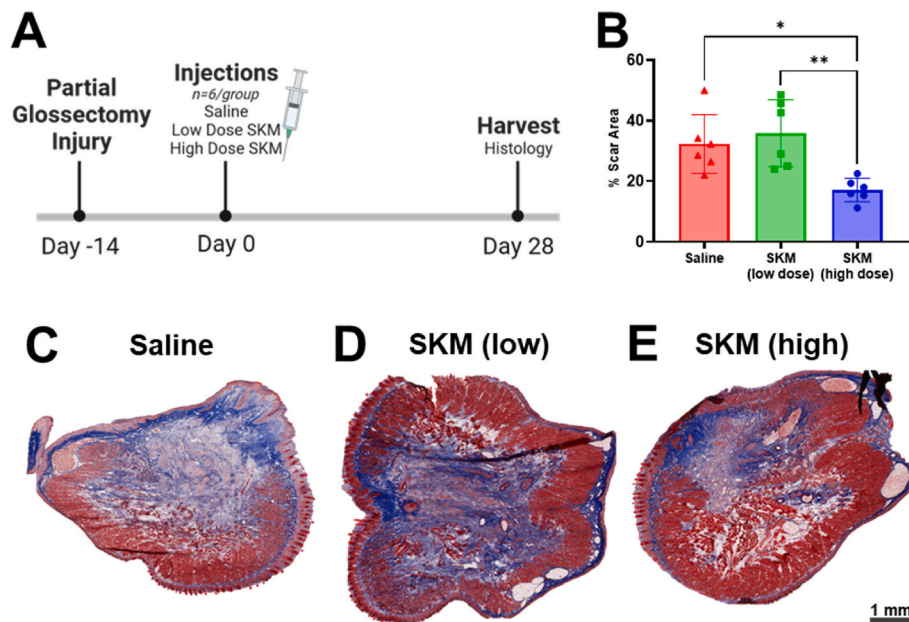 A
Partial
Glossectomy
Injury
Injections
n=6/group
Saline
Low Dose SKM
High Dose SKM
Harvest
Histology
Day -14
Day 0
Day 28
B
*
**
% Scar Area
60
40
20
0
Saline
SKM
(low dose)
SKM
(high dose)
C
Saline
D
SKM (low)
E
SKM (high)
1 mm